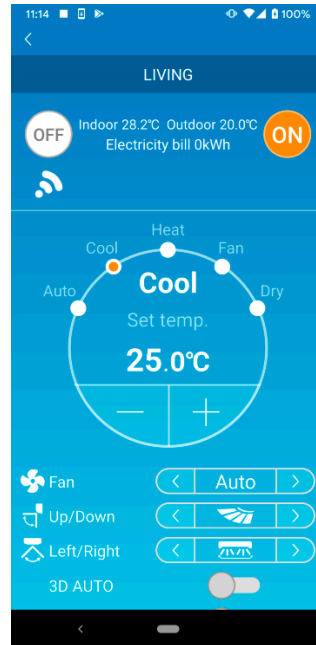 11:14 100%
LIVING
OFF Indoor 28.2℃ Outdoor 20.0℃ ON
Electricity bill 0kWh
Heat
Cool Fan
Auto Cool Dry
Set temp.
25.0℃
− +
Fan < Auto >
Up/Down < >
Left/Right < >
3D AUTO